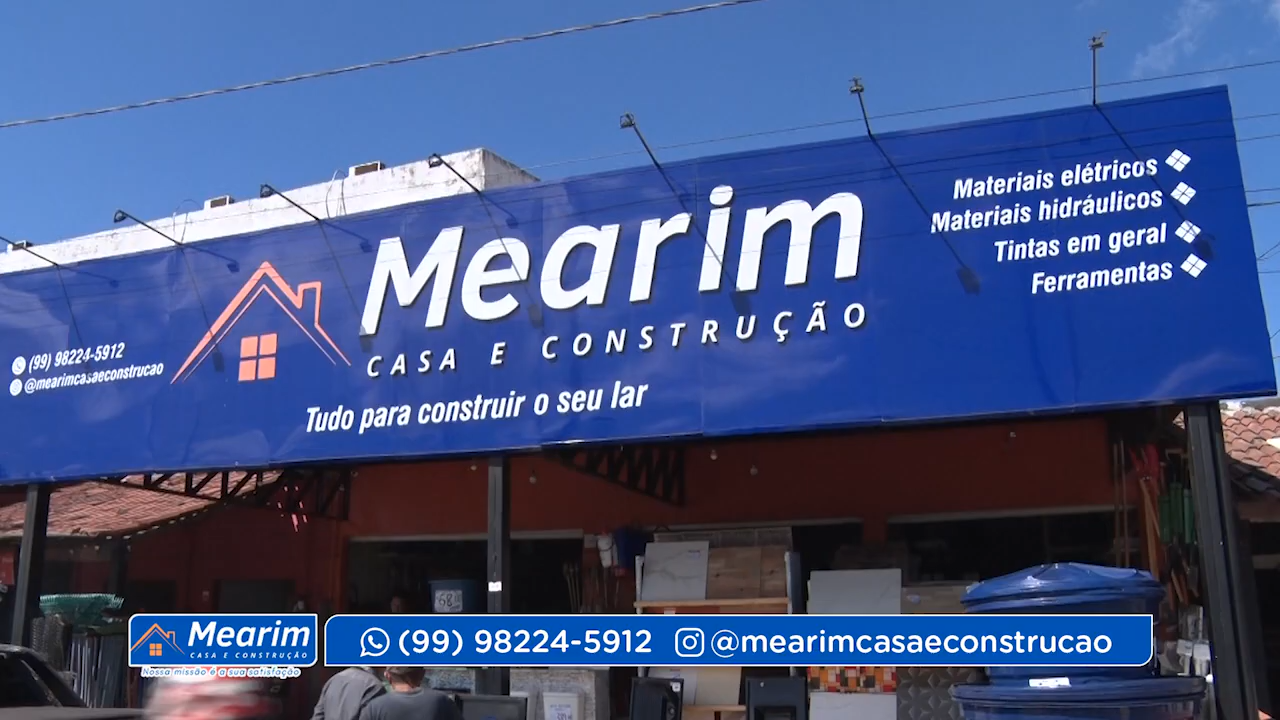 Mearim
CASA E CONSTRUÇÃO
Tudo para construir o seu lar
(99) 98224-5912
@mearimcasaeconstrucao
Materiais elétricos
Materiais hidráulicos
Tintas em geral
Ferramentas
Mearim
CASA E CONSTRUÇÃO
Nossa missão é a sua satisfação
(99) 98224-5912 @mearimcasaeconstrucao